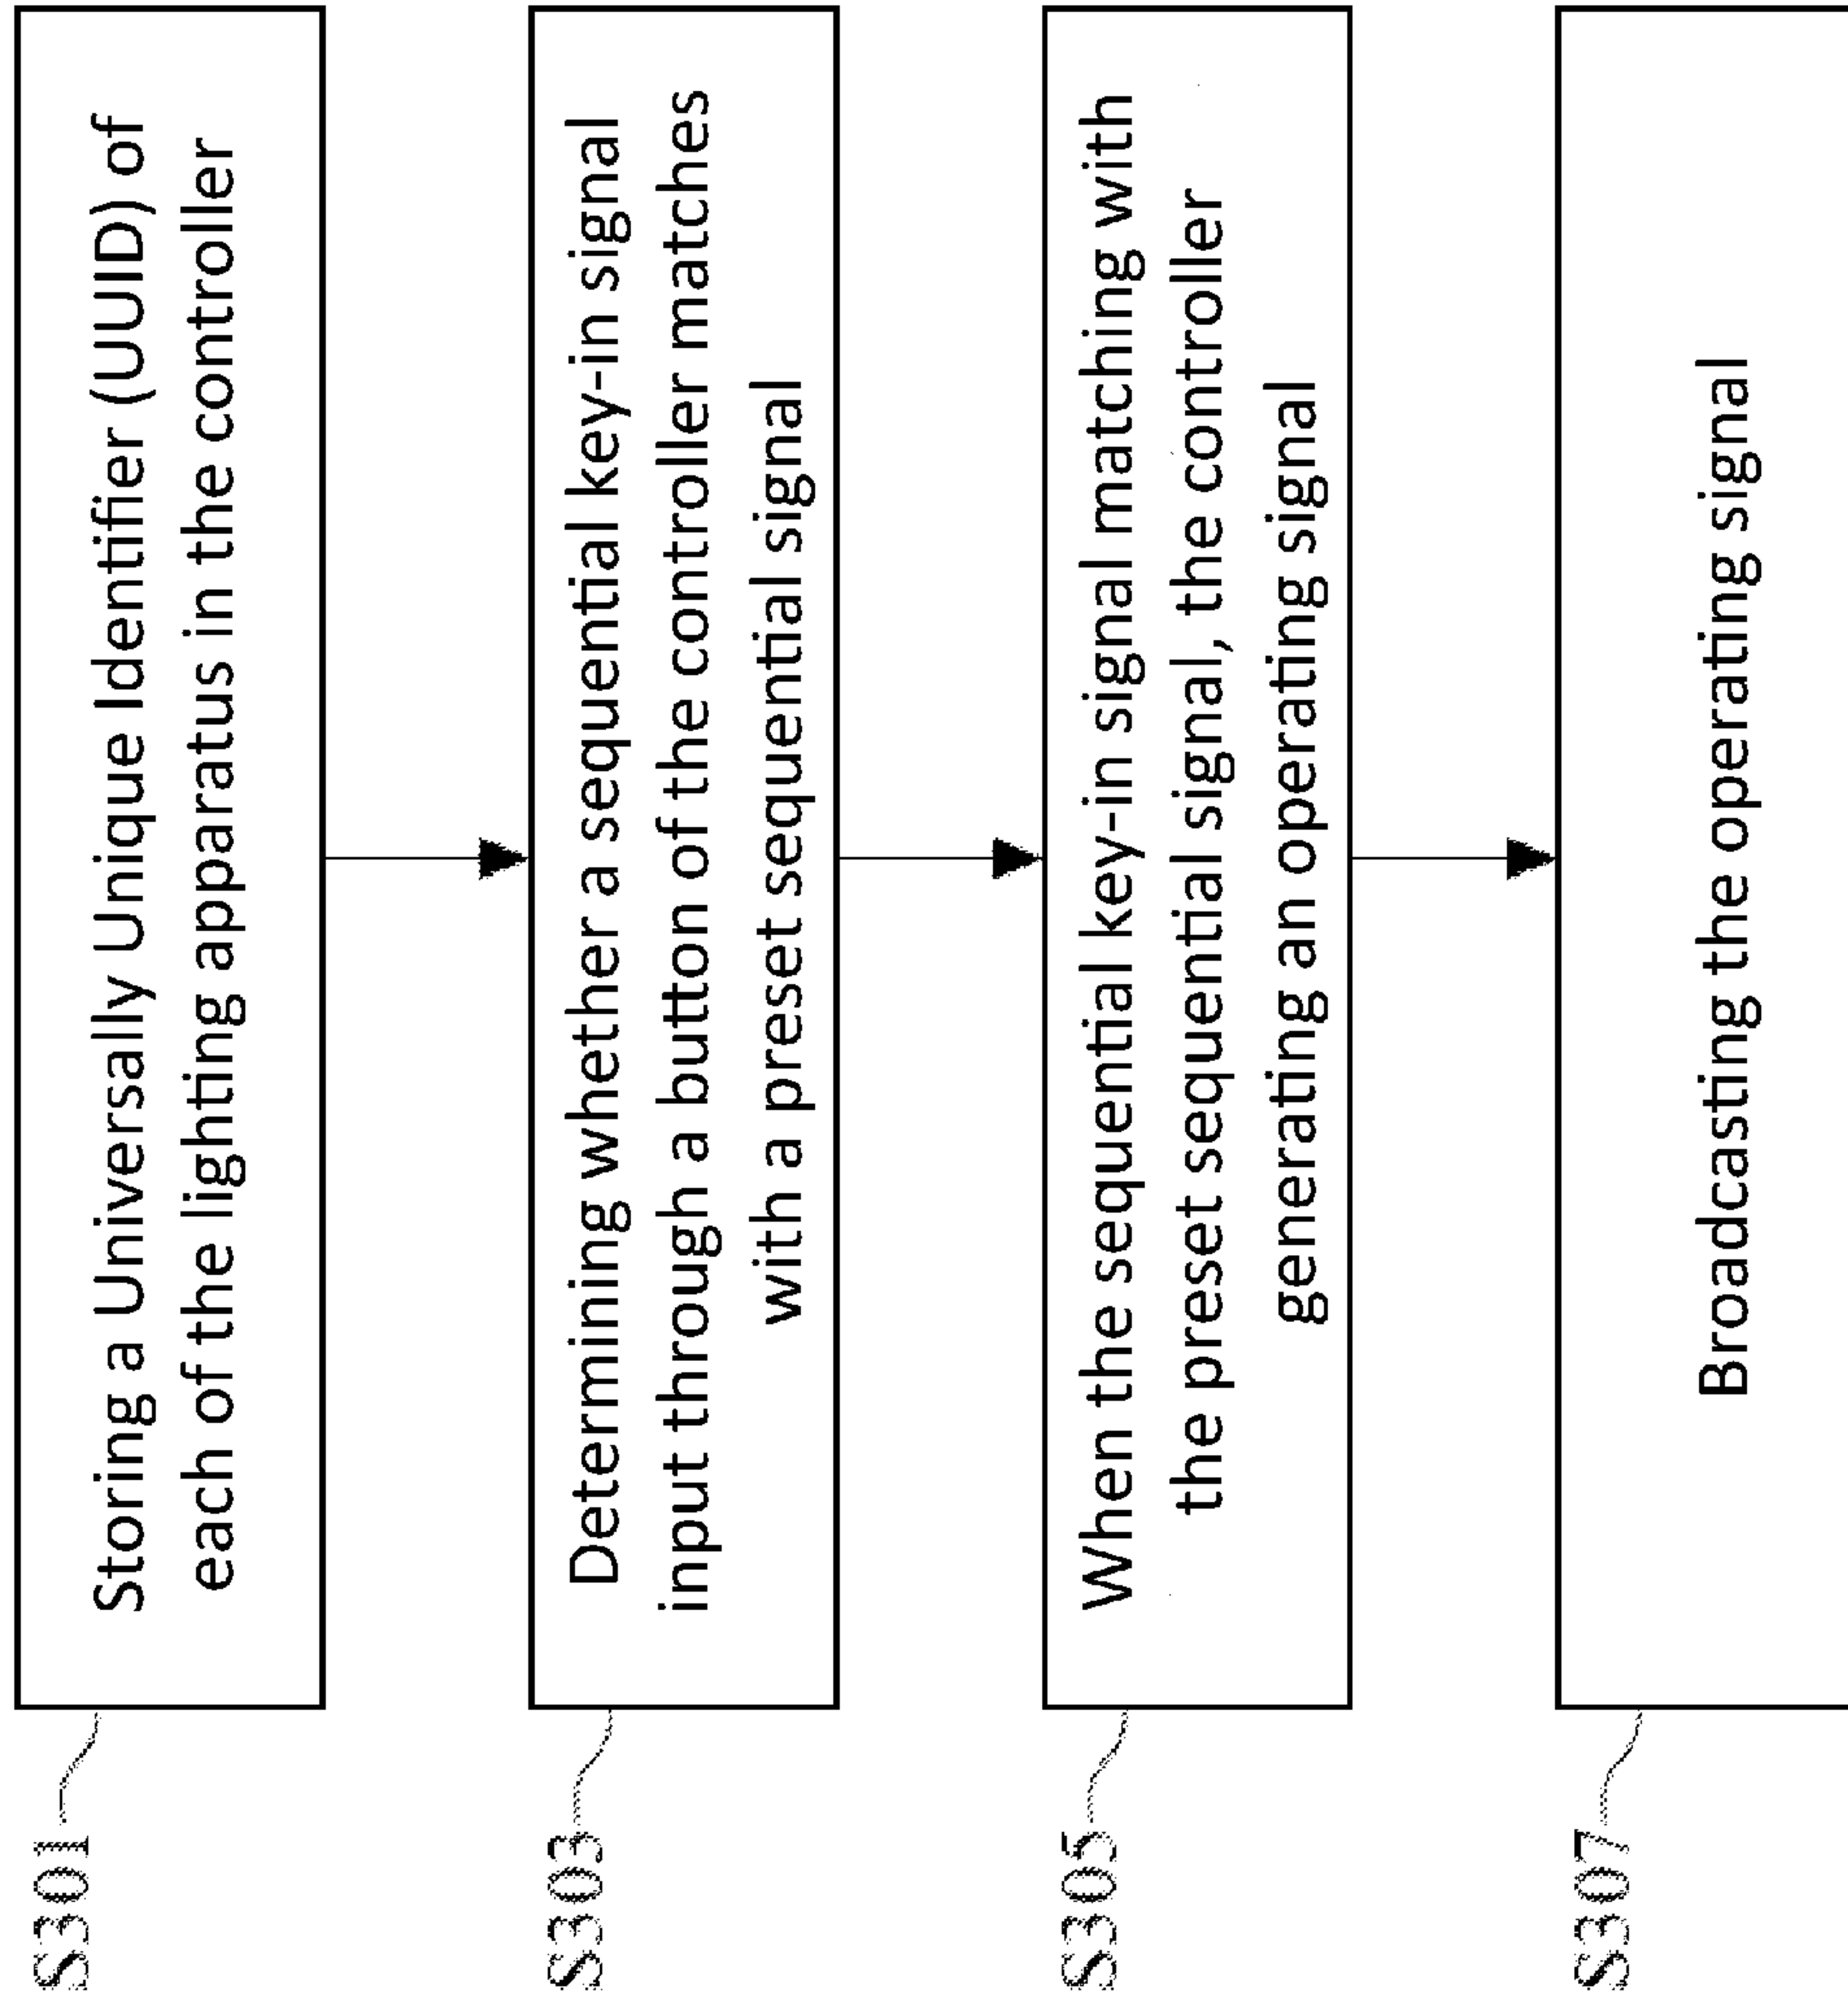 S301
Storing a Universally Unique Identifier (UUID) of
each of the lighting apparatus in the controller
S303
Determining whether a sequential key-in signal
input through a button of the controller matches
with a preset sequential signal
S305
When the sequential key-in signal matching with
the preset sequential signal, the controller
generating an operating signal
S307
Broadcasting the operating signal